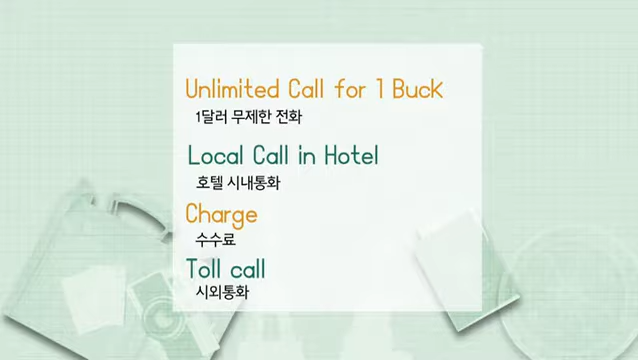 Unlimited Call for 1 Buck
1달러 무제한 전화
Local Call in Hotel
호텔 시내통화
Charge
수수료
Toll call
시외통화